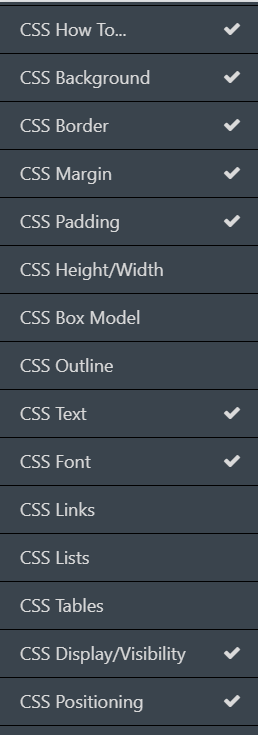 CSS How To...
CSS Background
CSS Border
CSS Margin
CSS Padding
CSS Height/Width
CSS Box Model
CSS Outline
CSS Text
CSS Font
CSS Links
CSS Lists
CSS Tables
CSS Display/Visibility
CSS Positioning